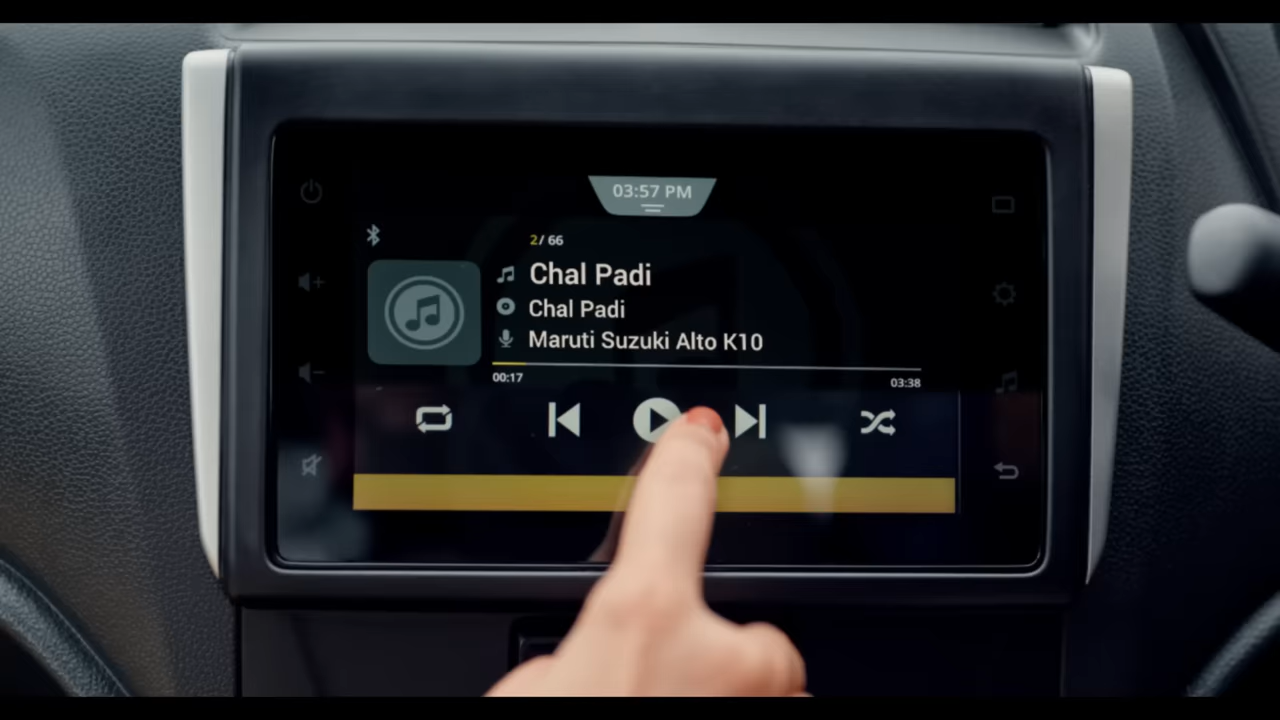 03:57 PM
2/ 66
Chal Padi
Chal Padi
Maruti Suzuki Alto K10
00:17
03:38